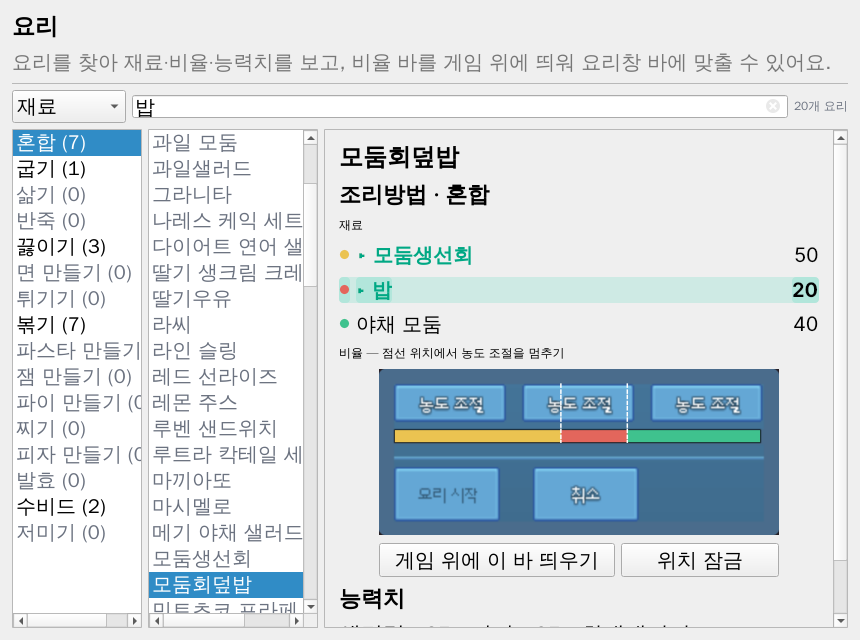 요리
요리를 찾아 재료·비율·능력치를 보고, 비율 바를 게임 위에 띄워 요리창 바에 맞출 수 있어요.
재료
밥
20개 요리
혼합 (7)
굽기 (1)
삶기 (0)
반죽 (0)
끓이기 (3)
면 만들기 (0)
튀기기 (0)
볶기 (7)
파스타 만들기
잼 만들기 (0)
파이 만들기 (0
찌기 (0)
피자 만들기 (0
발효 (0)
수비드 (2)
저미기 (0)
과일 모둠
과일샐러드
그라니타
나레스 케익 세트
다이어트 연어 샐
딸기 생크림 크레
딸기우유
라씨
라인 슬링
레드 선라이즈
레몬 주스
루벤 샌드위치
루트라 칵테일 세
마끼아또
마시멜로
메기 야채 샐러드
모둠생선회
모둠회덮밥
민트초코 프라페
모둠회덮밥
조리방법 · 혼합
재료
모둠생선회 50
밥 20
야채 모둠 40
비율 — 점선 위치에서 농도 조절을 멈추기
농도 조절 농도 조절 농도 조절
요리 시작 취소
게임 위에 이 바 띄우기 위치 잠금
능력치